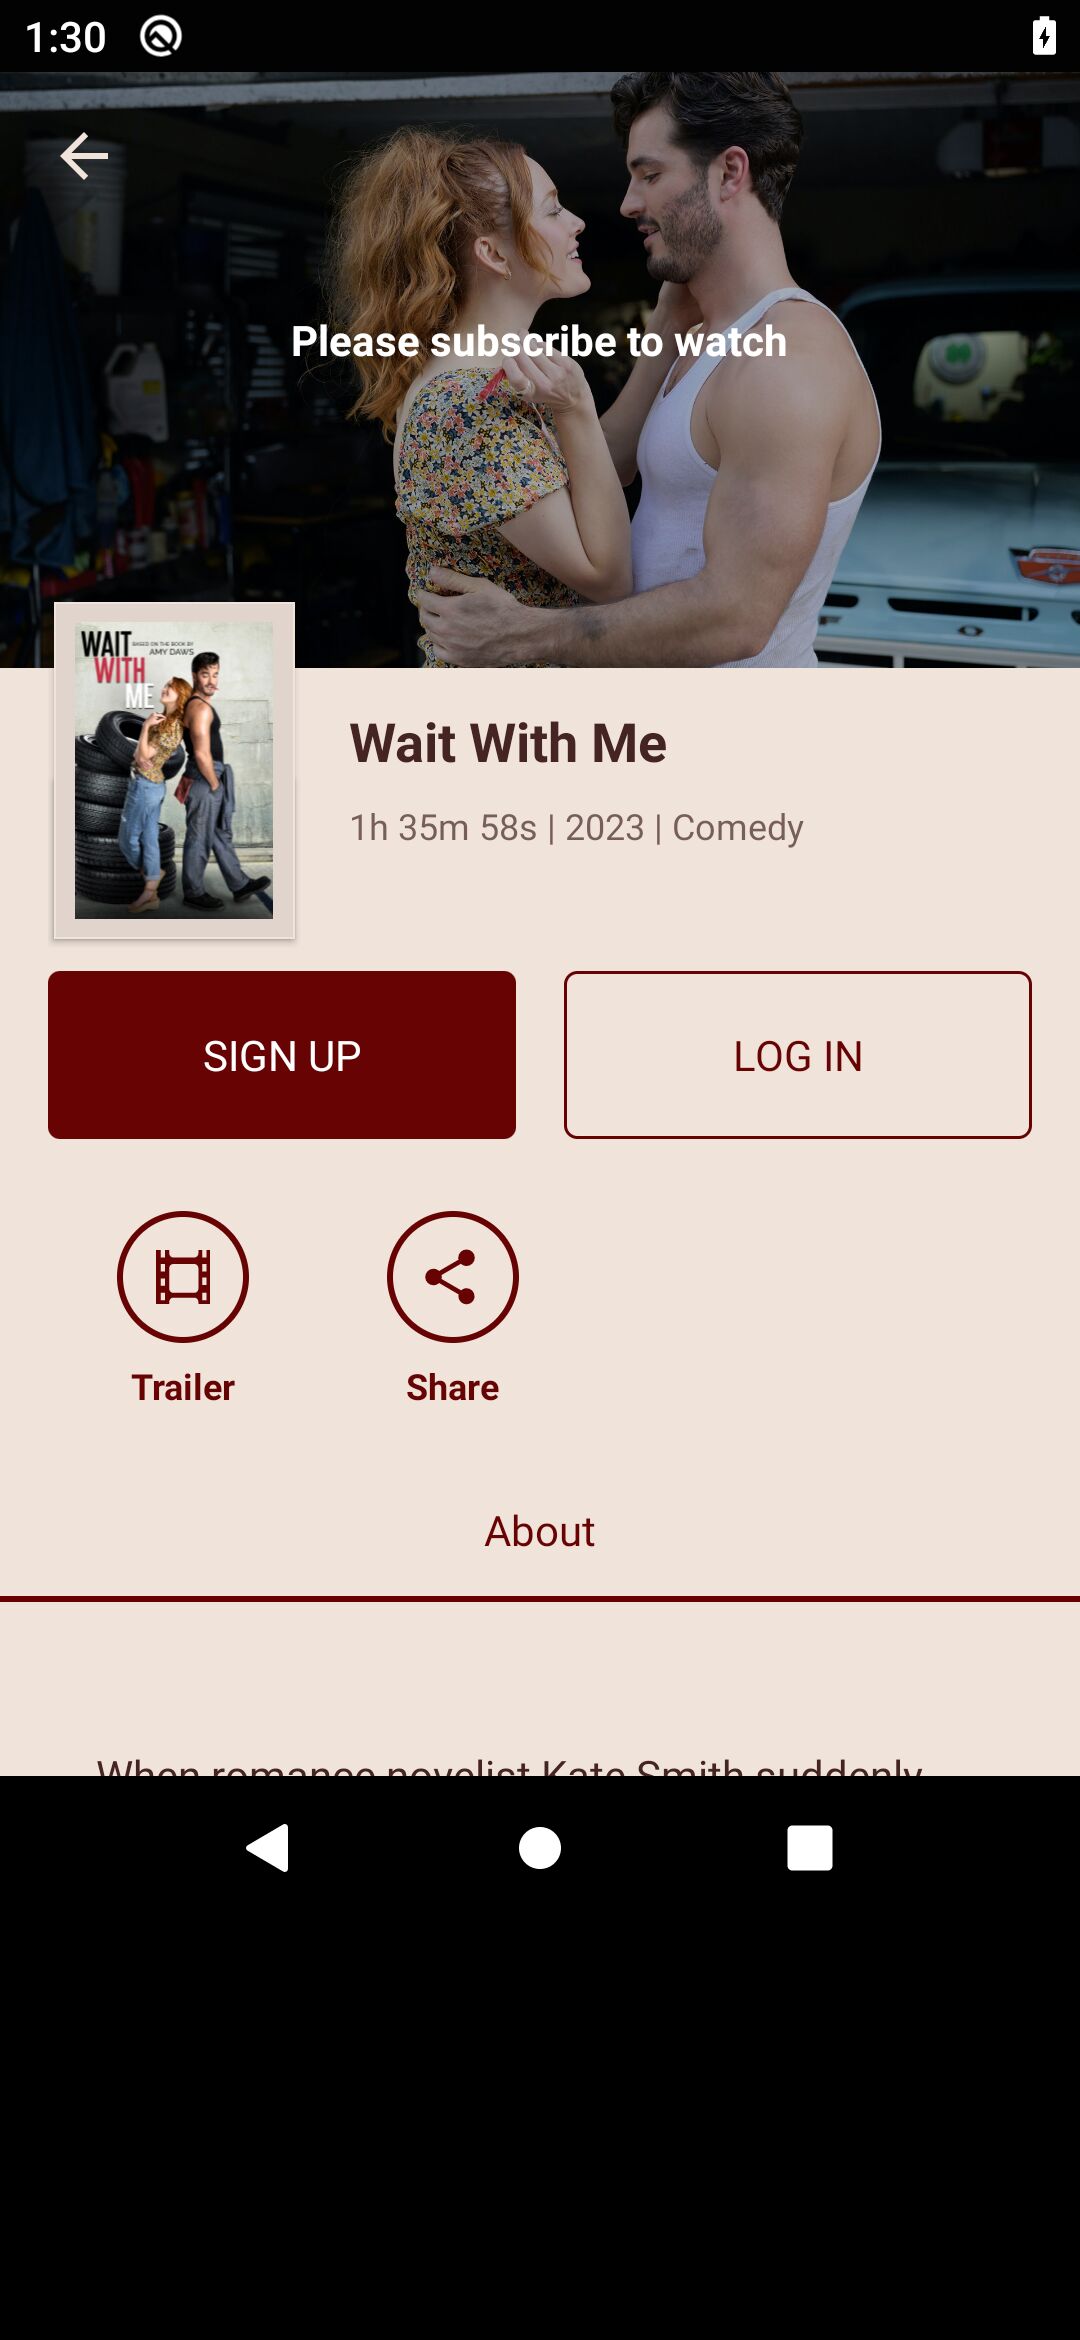 1:30
Please subscribe to watch
WAIT
BASED ON THE BOOK BY
AMY DAWS
WITH
ME
Wait With Me
1h 35m 58s | 2023 | Comedy
SIGN UP
LOG IN
Trailer
Share
About
When romance novelist Kate Smith suddenly